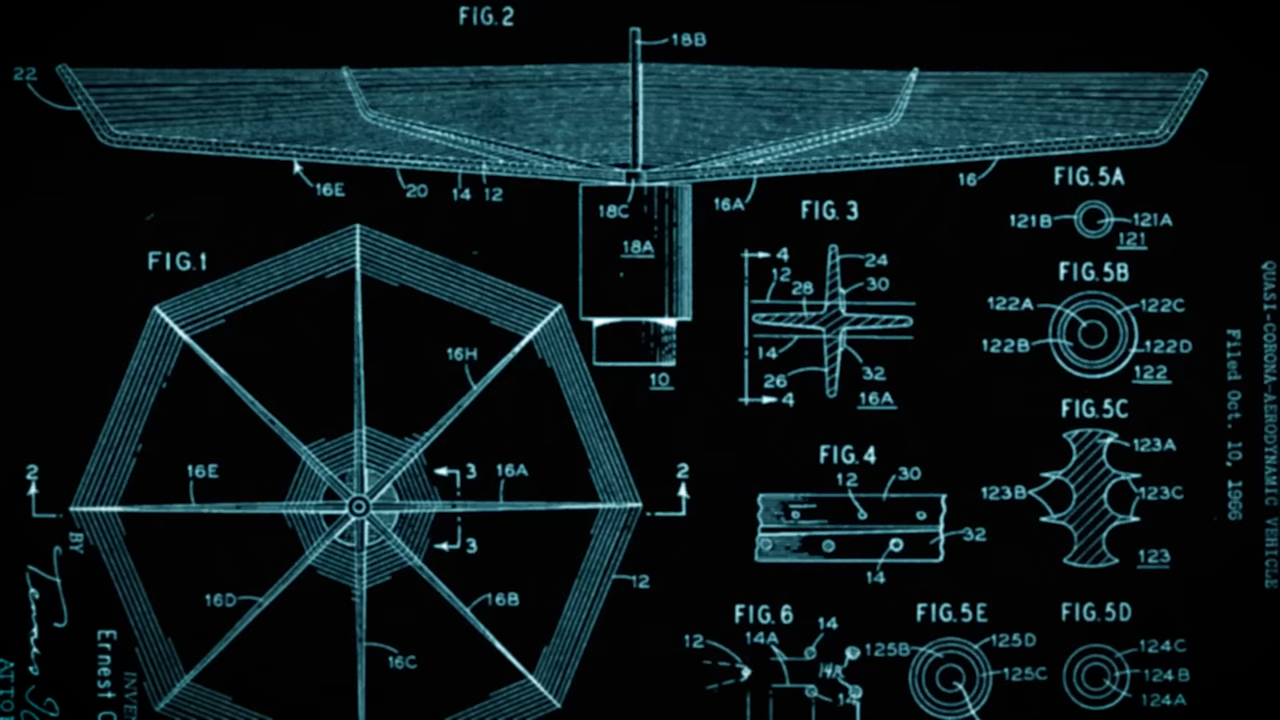 FIG.2
18B
22
16E
20
14
12
18C
16A
16
18A
10
FIG.1
16H
16E
3
16A
2
2
3
16D
16B
12
16C
BY
Ernest
INVEN
ATTO
FIG.3
4
24
12
28
30
14
26
32
4
16A
FIG.4
12
30
32
14
FIG.5A
121B
121A
121
FIG.5B
122A
122C
122B
122D
122
FIG.5C
123A
123B
123C
123
FIG.6
12
14A
14
14A
14
FIG.5E
125B
125D
125C
FIG.5D
124C
124B
124A
Filed Oct. 10, 1966
QUASI-CORONA-AERODYNAMIC VEHICLE